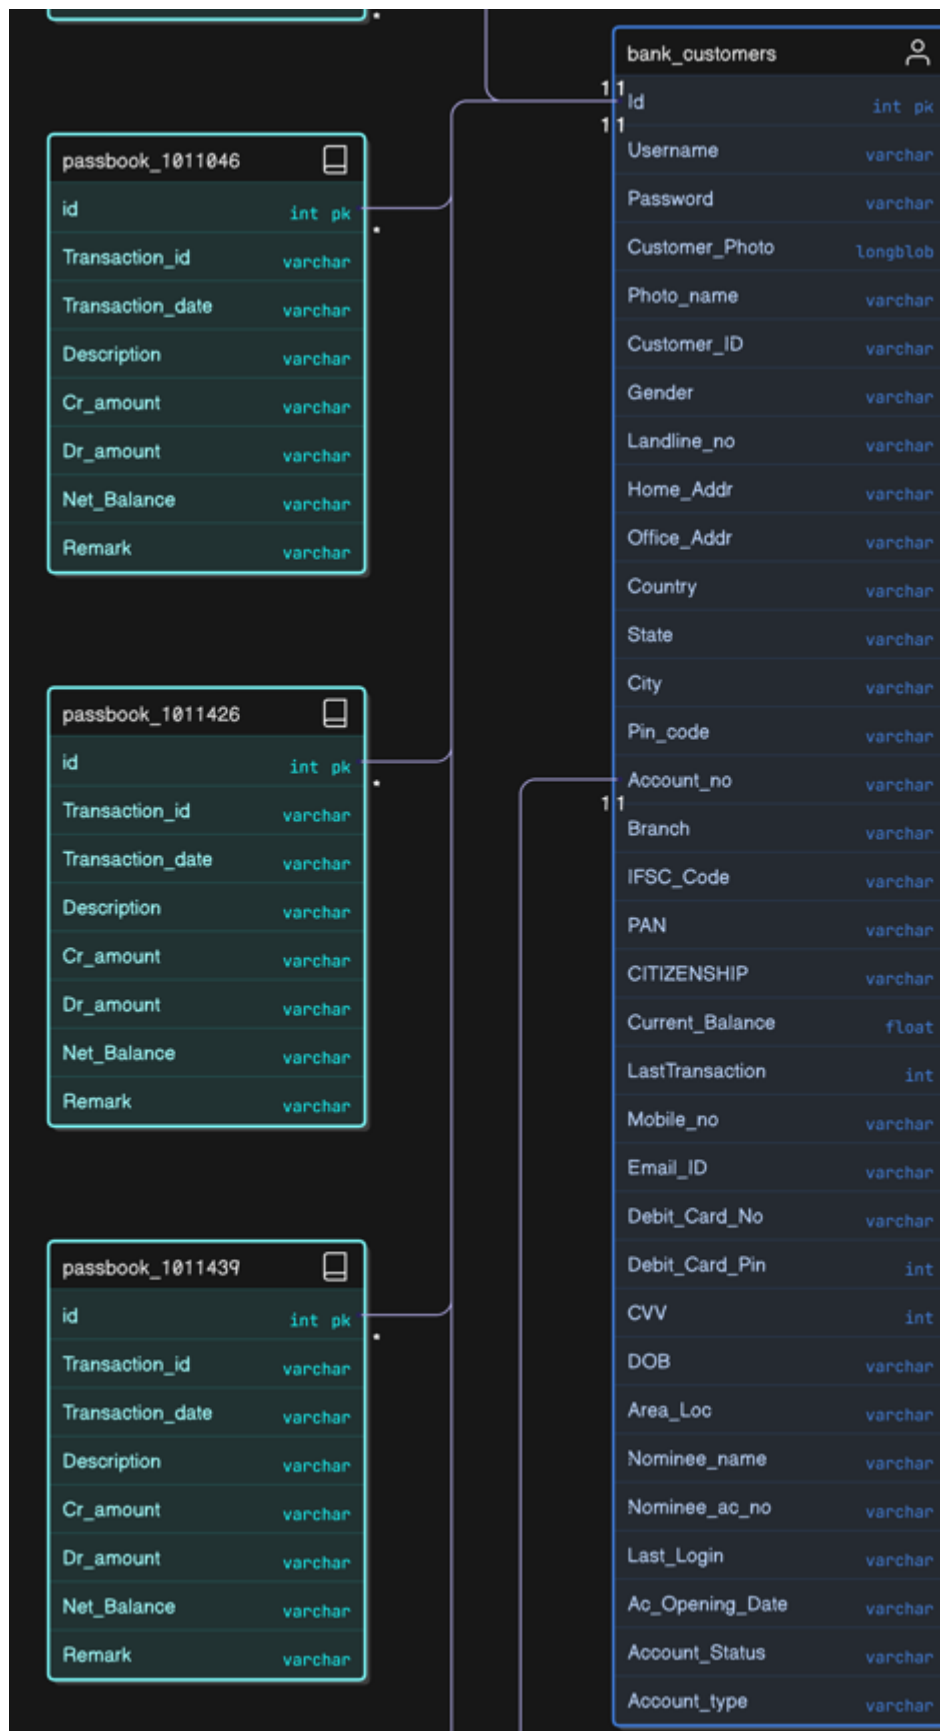 passbook_1011046
id int pk
Transaction_id varchar
Transaction_date varchar
Description varchar
Cr_amount varchar
Dr_amount varchar
Net_Balance varchar
Remark varchar
passbook_1011426
id int pk
Transaction_id varchar
Transaction_date varchar
Description varchar
Cr_amount varchar
Dr_amount varchar
Net_Balance varchar
Remark varchar
passbook_1011439
id int pk
Transaction_id varchar
Transaction_date varchar
Description varchar
Cr_amount varchar
Dr_amount varchar
Net_Balance varchar
Remark varchar
bank_customers
1 1
Id int pk
1 1
Username varchar
Password varchar
Customer_Photo longblob
Photo_name varchar
Customer_ID varchar
Gender varchar
Landline_no varchar
Home_Addr varchar
Office_Addr varchar
Country varchar
State varchar
City varchar
Pin_code varchar
Account_no varchar
1 1
Branch varchar
IFSC_Code varchar
PAN varchar
CITIZENSHIP varchar
Current_Balance float
LastTransaction int
Mobile_no varchar
Email_ID varchar
Debit_Card_No varchar
Debit_Card_Pin int
CVV int
DOB varchar
Area_Loc varchar
Nominee_name varchar
Nominee_ac_no varchar
Last_Login varchar
Ac_Opening_Date varchar
Account_Status varchar
Account_type varchar